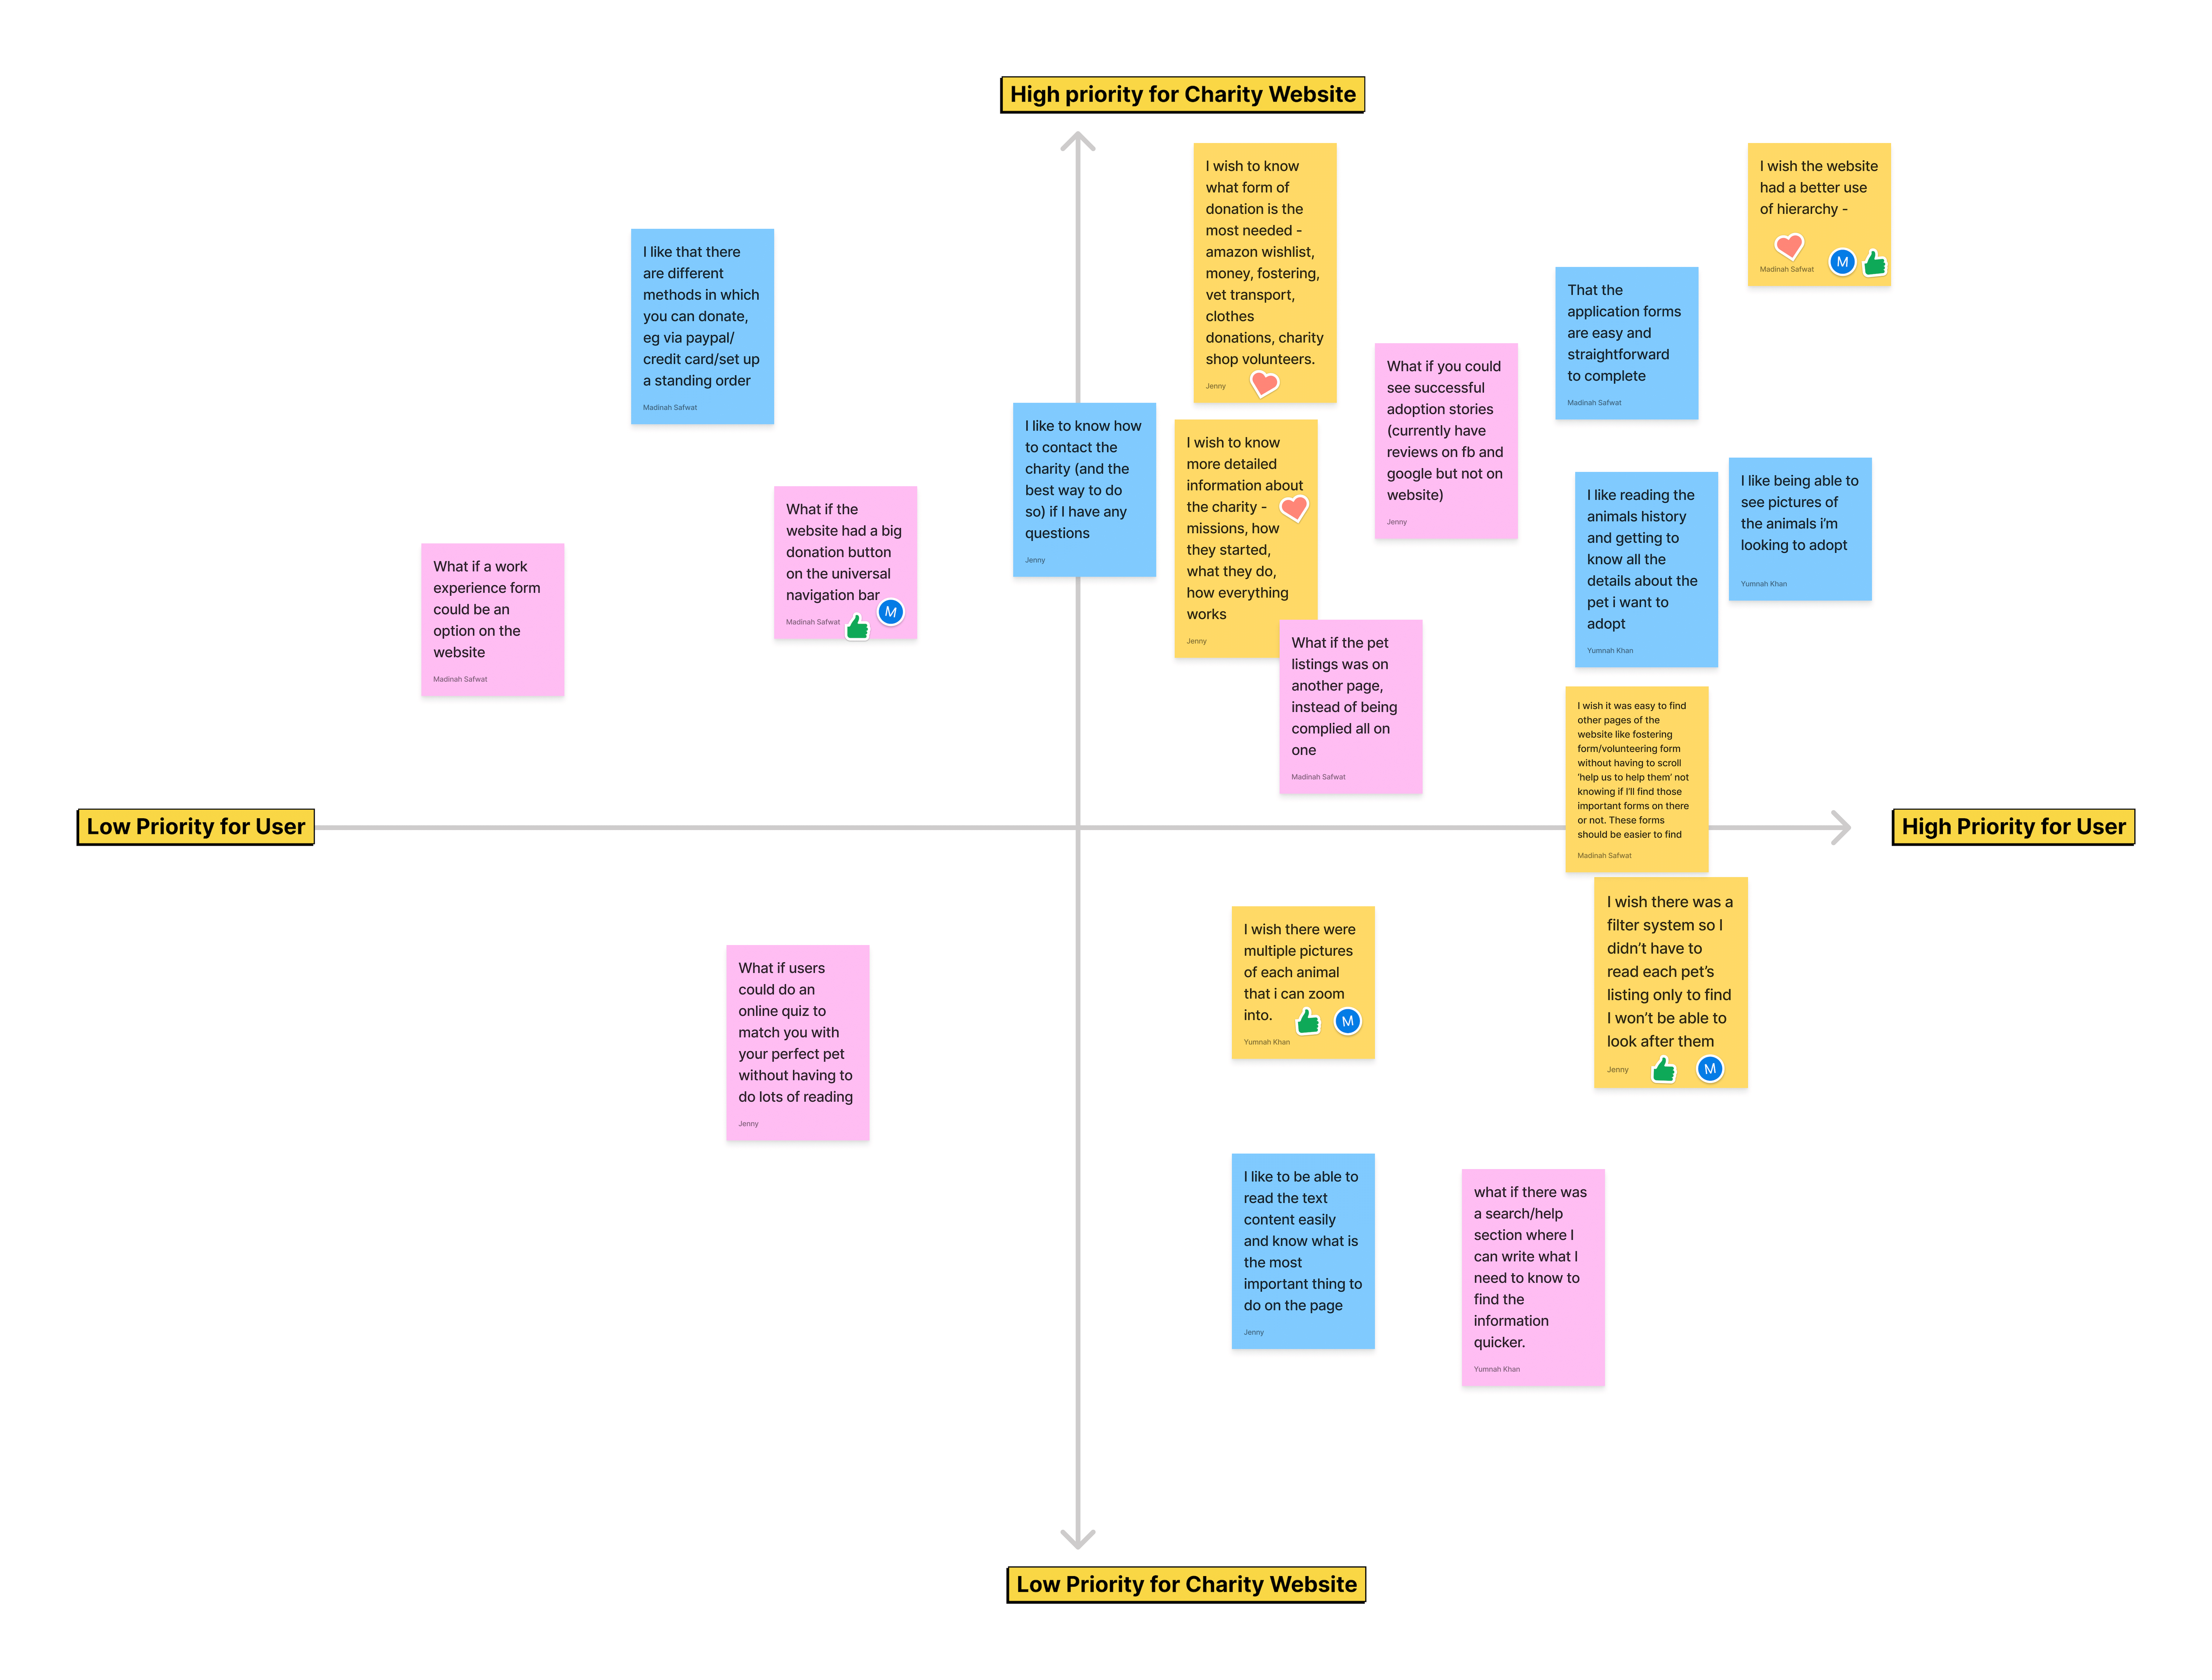 High priority for Charity Website
I wish to know
what form of
donation is the
most needed -
amazon wishlist,
money, fostering,
vet transport,
clothes
donations, charity
shop volunteers.
Jenny
I wish the website
had a better use
of hierarchy -
Madinah Safwat
M
I like that there
are different
methods in which
you can donate,
eg via paypal/
credit card/set up
a standing order
Madinah Safwat
That the
application forms
are easy and
straightforward
to complete
Madinah Safwat
What if you could
see successful
adoption stories
(currently have
reviews on fb and
google but not on
website)
Jenny
I like to know how
to contact the
charity (and the
best way to do
so) if I have any
questions
Jenny
I wish to know
more detailed
information about
the charity -
missions, how
they started,
what they do,
how everything
works
Jenny
I like reading the
animals history
and getting to
know all the
details about the
pet i want to
adopt
Yumnah Khan
I like being able to
see pictures of
the animals i'm
looking to adopt
Yumnah Khan
What if the
website had a big
donation button
on the universal
navigation bar
Madinah Safwat
M
What if a work
experience form
could be an
option on the
website
Madinah Safwat
What if the pet
listings was on
another page,
instead of being
complied all on
one
Madinah Safwat
I wish it was easy to find
other pages of the
website like fostering
form/volunteering form
without having to scroll
'help us to help them' not
knowing if I'll find those
important forms on there
or not. These forms
should be easier to find
Madinah Safwat
Low Priority for User
High Priority for User
I wish there was a
filter system so I
didn't have to
read each pet's
listing only to find
I won't be able to
look after them
Jenny
M
I wish there were
multiple pictures
of each animal
that i can zoom
into.
Yumnah Khan
M
What if users
could do an
online quiz to
match you with
your perfect pet
without having to
do lots of reading
Jenny
I like to be able to
read the text
content easily
and know what is
the most
important thing to
do on the page
Jenny
what if there was
a search/help
section where I
can write what I
need to know to
find the
information
quicker.
Yumnah Khan
Low Priority for Charity Website